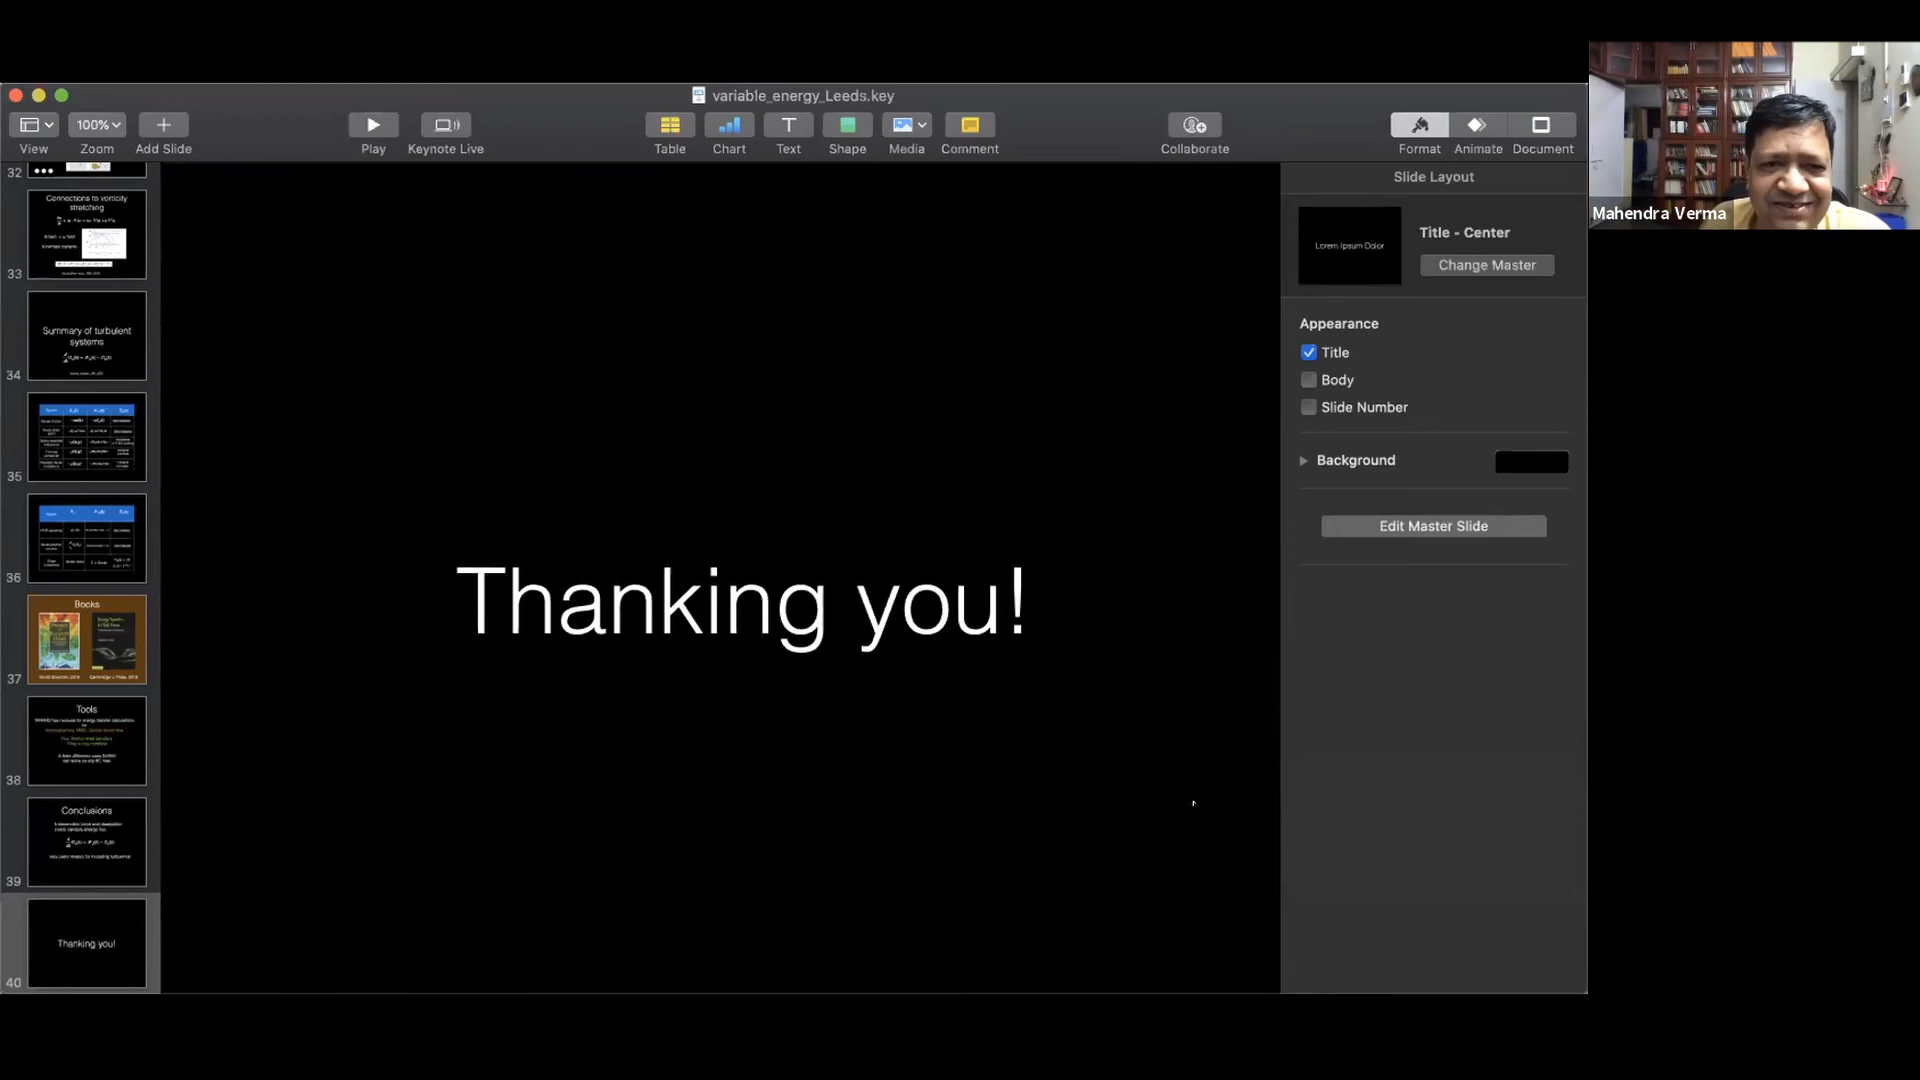 variable_energy_Leeds.key
100%
View
Zoom
Add Slide
Play
Keynote Live
Table
Chart
Text
Shape
Media
Comment
Collaborate
Format
Animate
Document
32
Connections to vorticity
stretching
33
Summary of turbulent
systems
34
35
36
Books
37
Tools
38
Conclusions
39
Thanking you!
40
Thanking you!
Slide Layout
Lorem Ipsum Dolor
Title - Center
Change Master
Appearance
Title
Body
Slide Number
Background
Edit Master Slide
Mahendra Verma